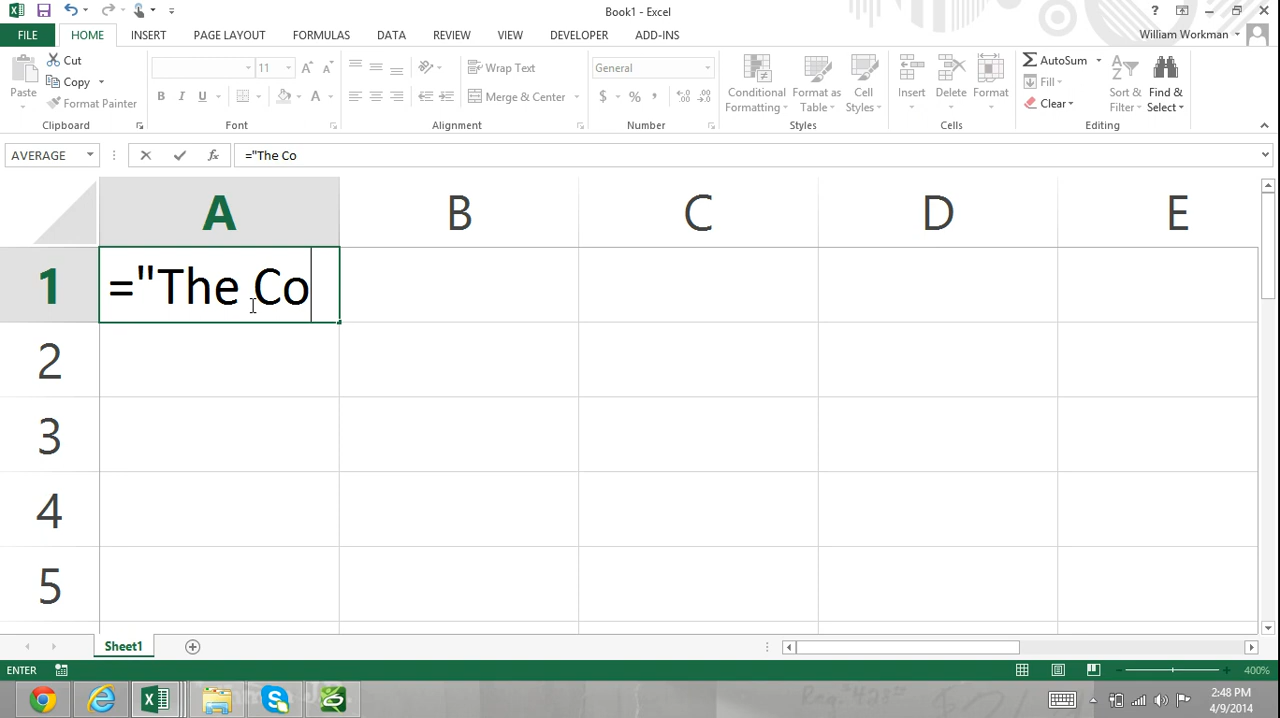 Book1 - Excel
FILE HOME INSERT PAGE LAYOUT FORMULAS DATA REVIEW VIEW DEVELOPER ADD-INS William Workman
Paste Cut Copy Format Painter
11 Wrap Text Merge & Center
General $ % ,
Conditional Formatting Format as Table Cell Styles
Insert Delete Format
AutoSum Fill Clear Sort & Filter Find & Select
Clipboard Font Alignment Number Styles Cells Editing
AVERAGE fx ="The Co
A B C D E
1 ="The Co
2
3
4
5
Sheet1
ENTER 400%
2:48 PM
4/9/2014